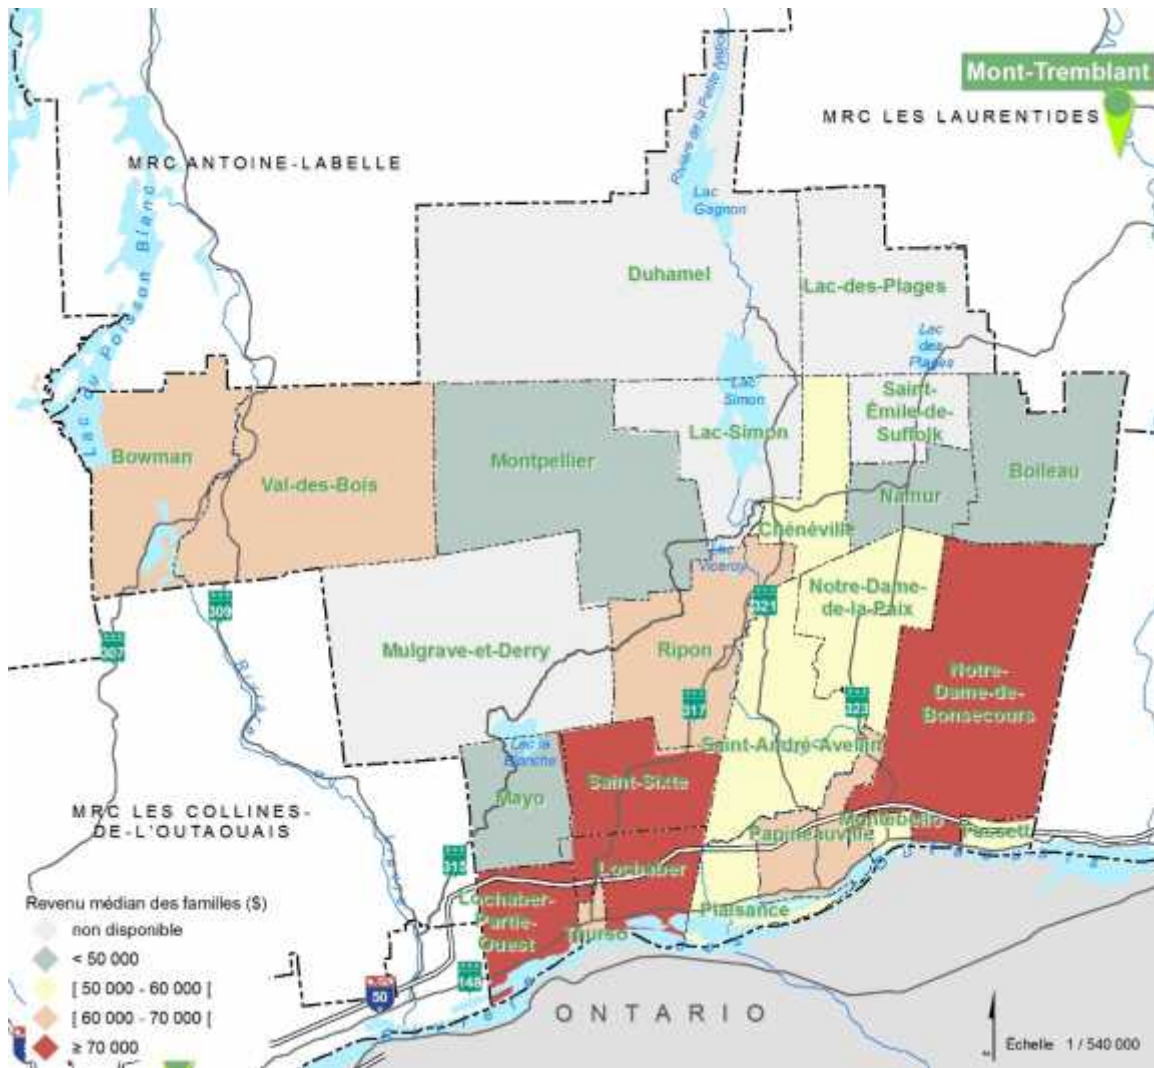 Rivière de la Petite Nation
Mont-Tremblant
MRC LES LAURENTIDES
MRC ANTOINE-LABELLE
Lac
Gagnon
Lac du Poisson Blanc
Duhamel
Lac-des-Plages
Lac
des
Plages
Lac
Simon
Lac-Simon
Saint-
Émile-de-
Suffolk
Bowman
Val-des-Bois
Montpellier
Namur
Boileau
Chénéville
Lac
Viceroy
Notre-Dame-
de-la-Paix
309
321
307
Mulgrave-et-Derry
Ripon
Notre-
Dame-de-
Bonsecours
317
323
Saint-André-Avellin
Lac la
Blanche
Saint-Sixte
Mayo
MRC LES COLLINES-
DE-L'OUTAOUAIS
Papineauville
Montebello
Fassett
315
Lochaber
Lochaber-
Partie-
Ouest
Plaisance
Thurso
148
50
ONTARIO
Revenu médian des familles ($)
non disponible
< 50 000
[ 50 000 - 60 000 [
[ 60 000 - 70 000 [
≥ 70 000
Echelle 1 / 540 000